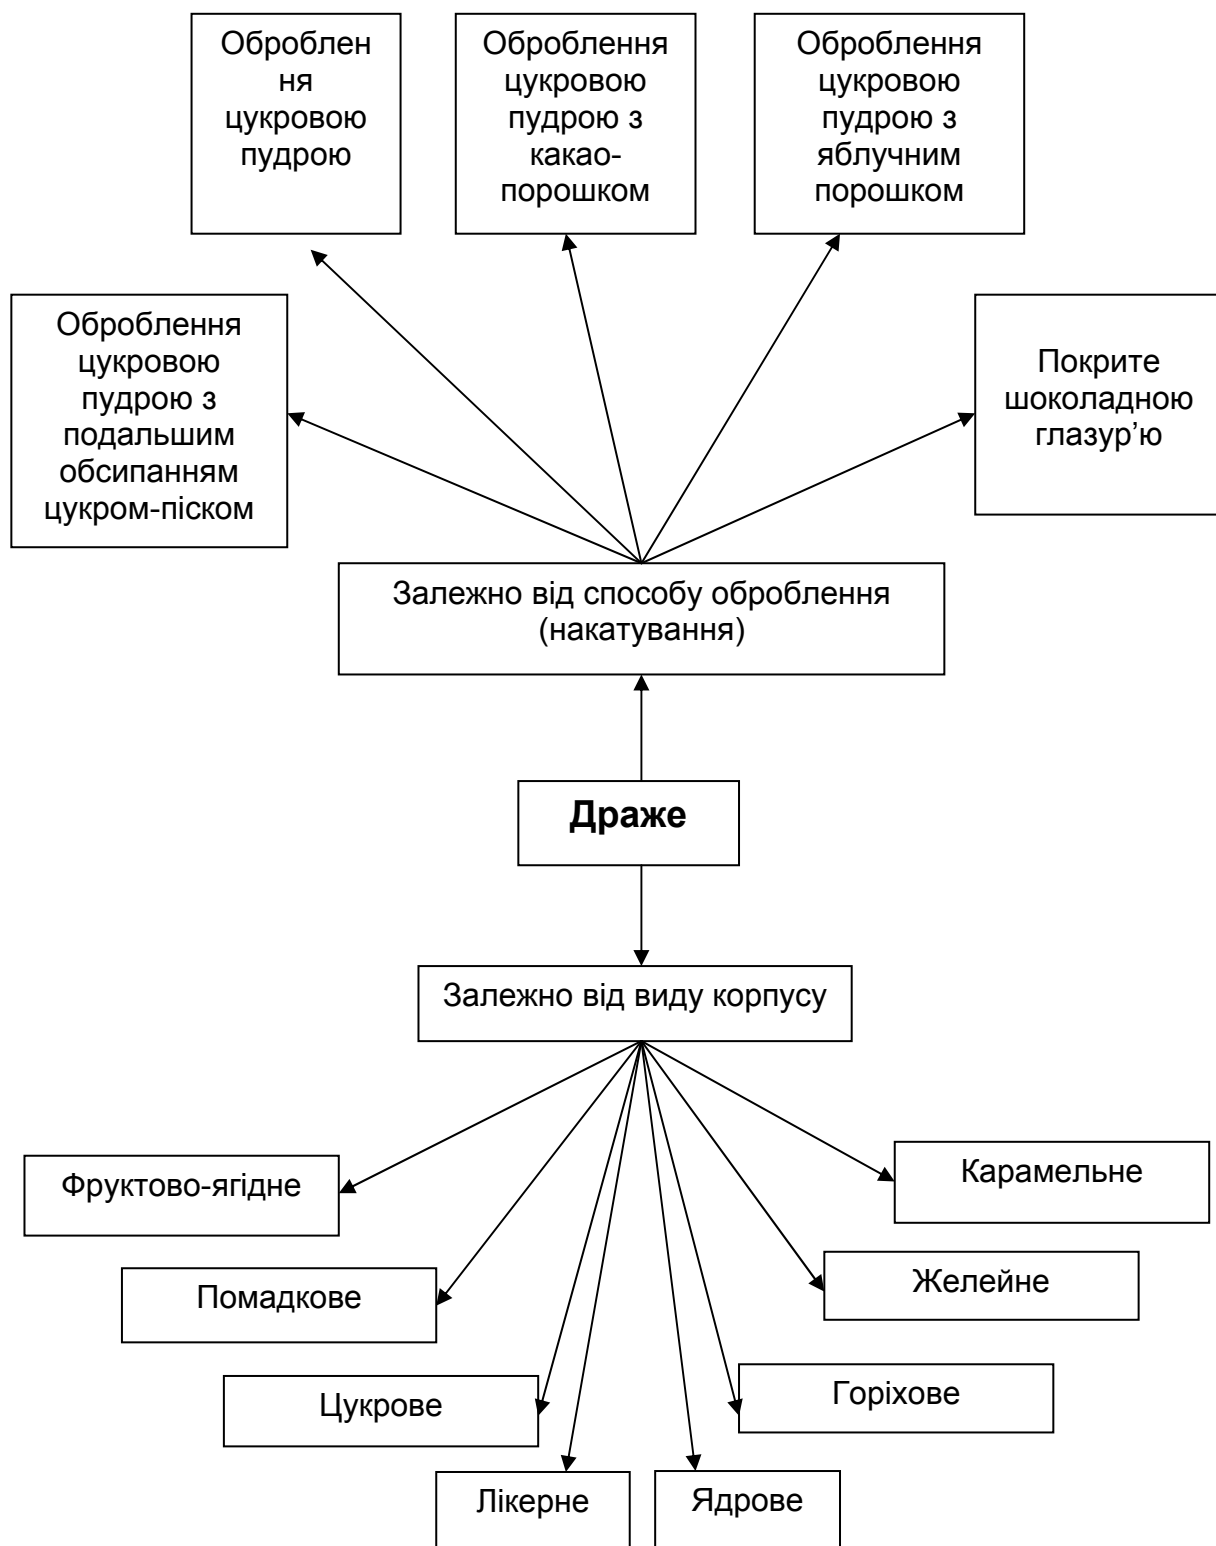 Оброблен
ня
цукровою
пудрою
Оброблення
цукровою
пудрою з
какао-
порошком
Оброблення
цукровою
пудрою з
яблучним
порошком
Оброблення
цукровою
пудрою з
подальшим
обсипанням
цукром-піском
Покрите
шоколадною
глазур’ю
Залежно від способу оброблення
(накатування)
Драже
Залежно від виду корпусу
Фруктово-ягідне
Карамельне
Помадкове
Желейне
Цукрове
Горіхове
Лікерне
Ядрове